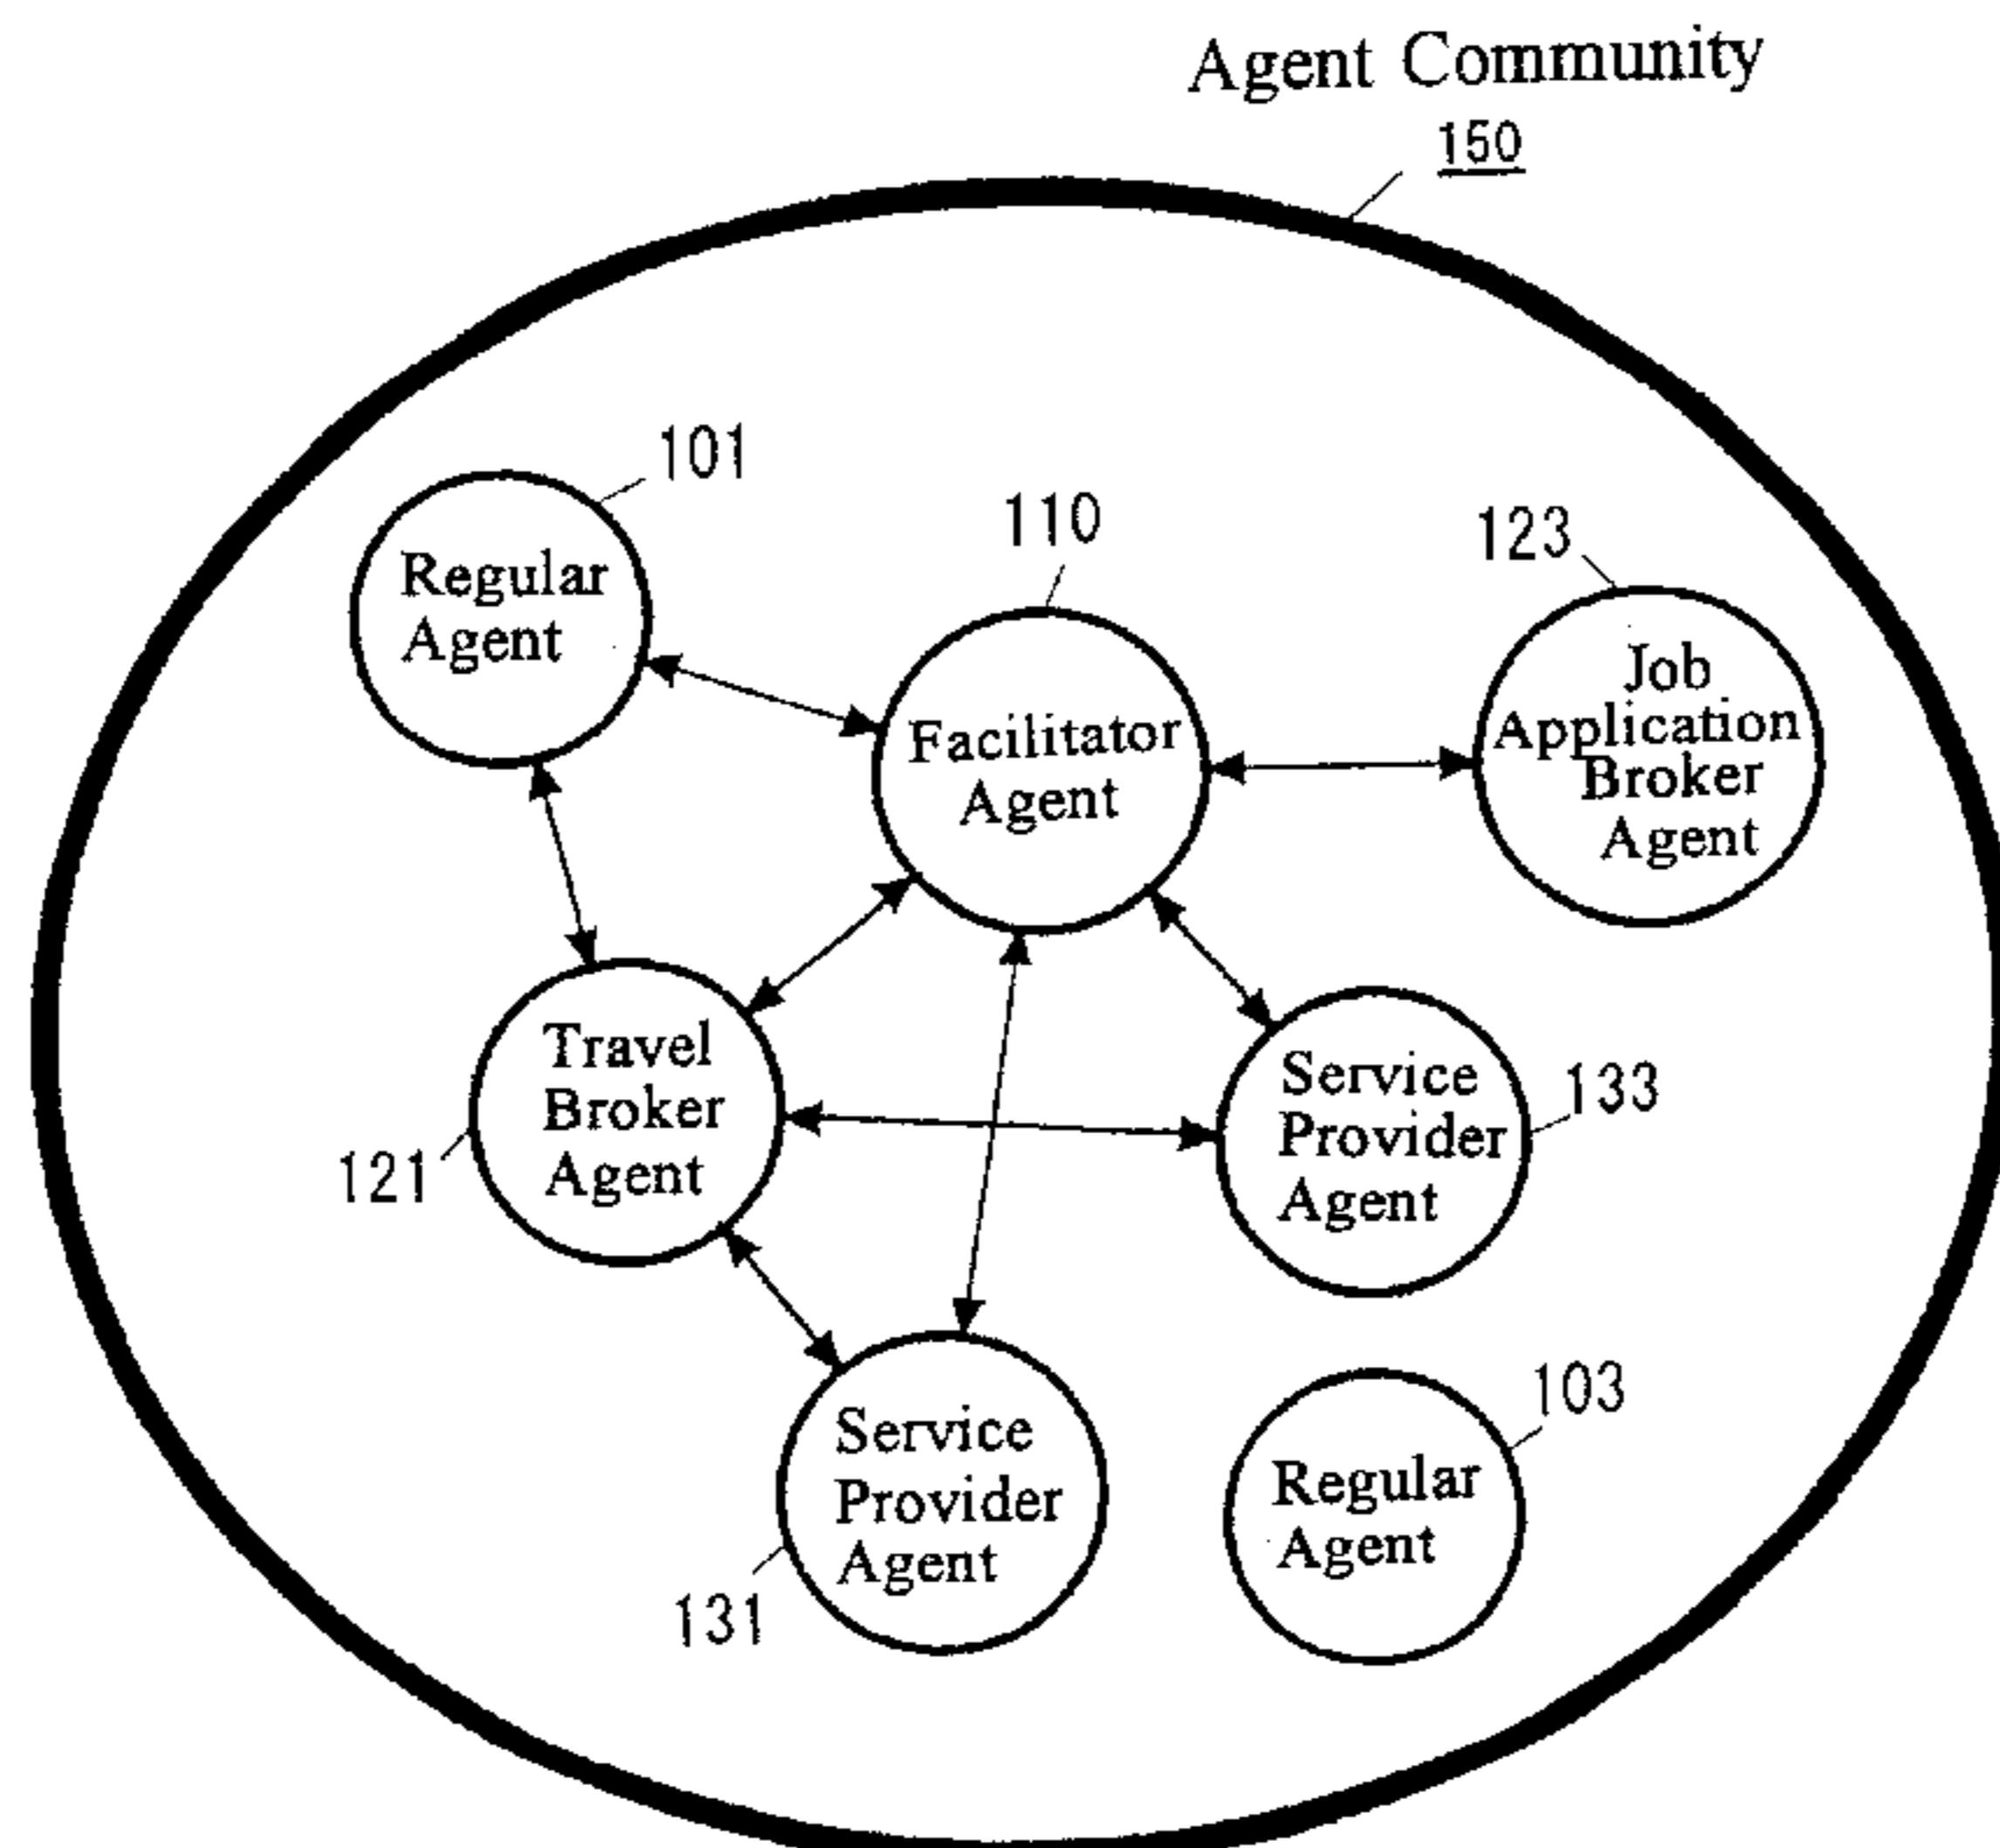 Agent Community
150
101
Regular
Agent
110
Facilitator
Agent
123
Job
Application
Broker
Agent
Travel
Broker
Agent
121
Service
Provider
Agent
133
Service
Provider
Agent
131
103
Regular
Agent